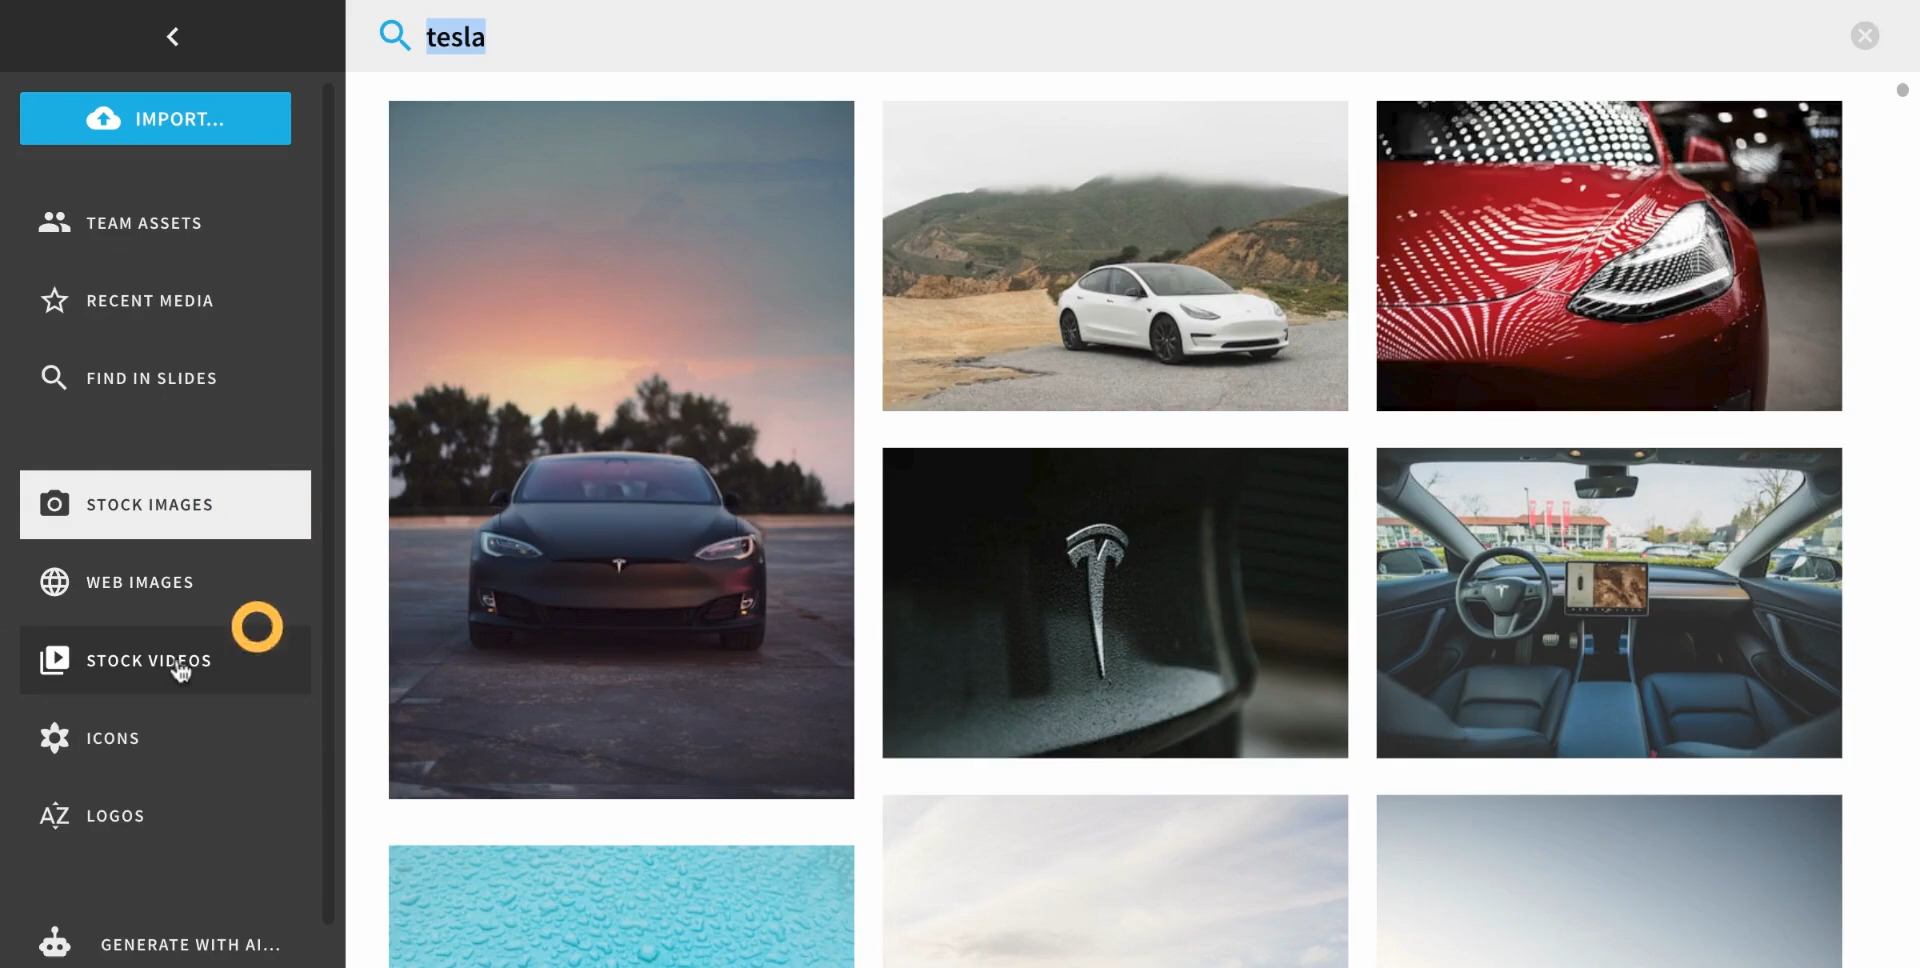 tesla
IMPORT...
TEAM ASSETS
RECENT MEDIA
FIND IN SLIDES
STOCK IMAGES
WEB IMAGES
STOCK VIDEOS
ICONS
LOGOS
GENERATE WITH AI...